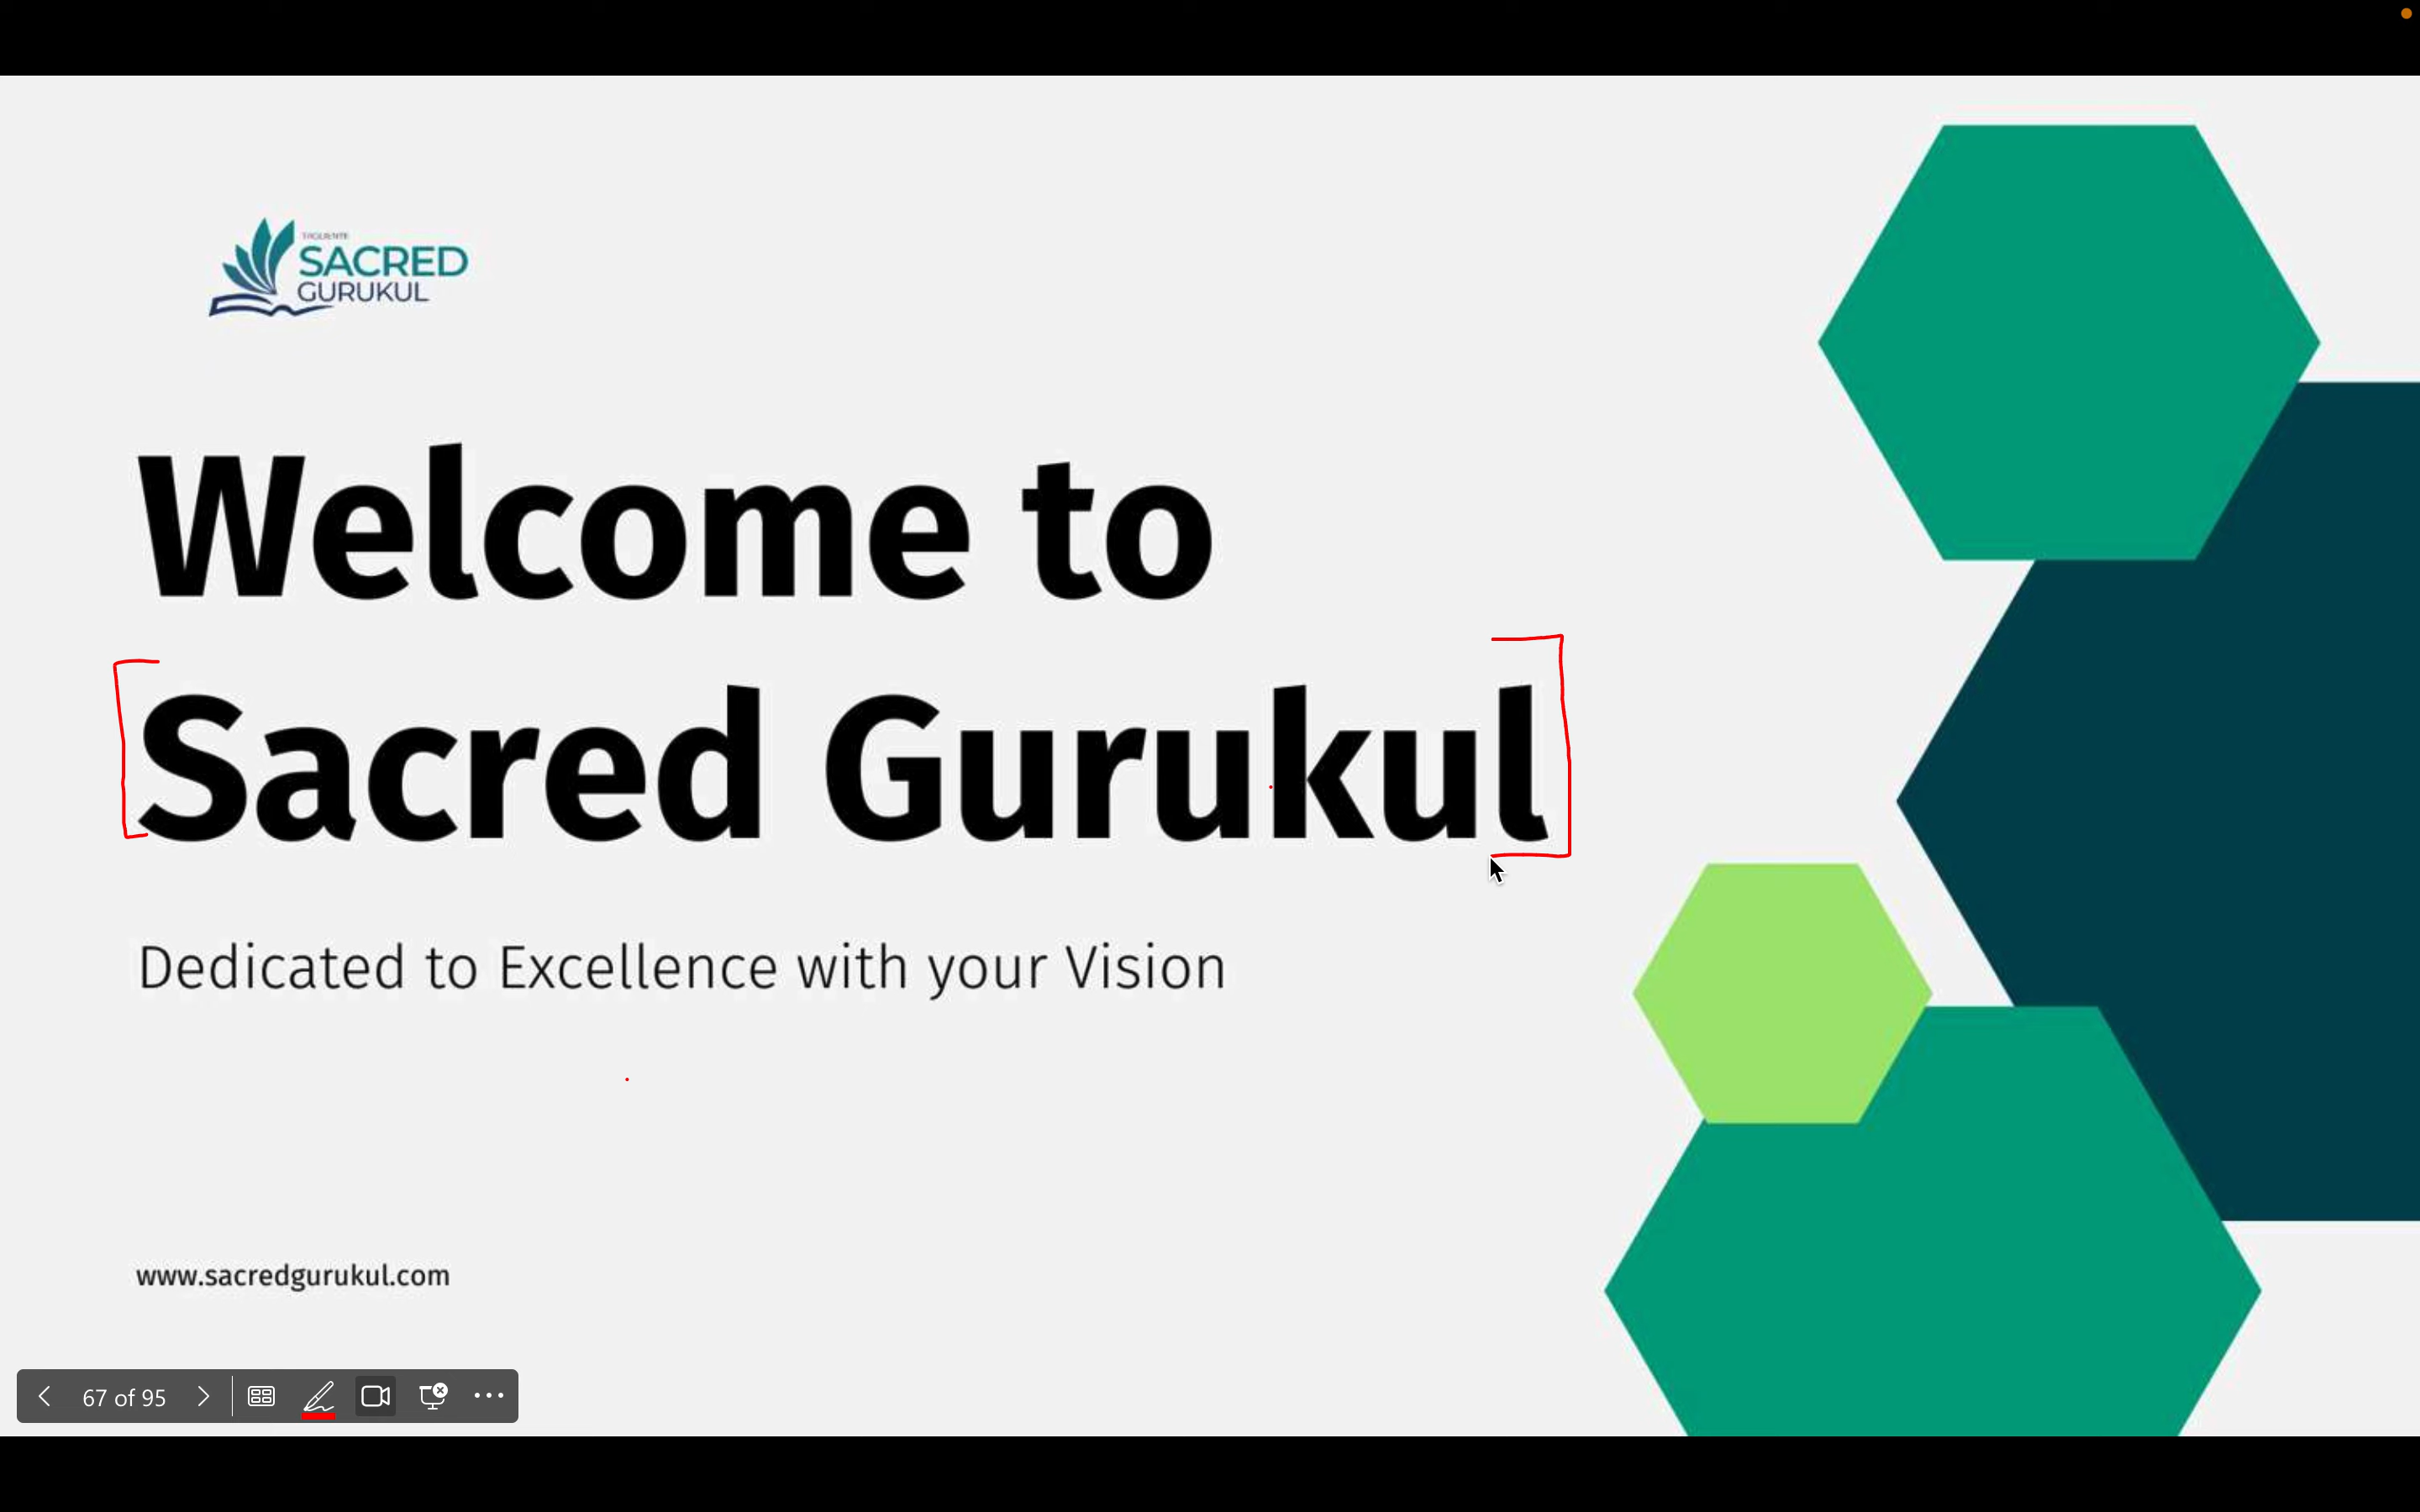 SACRED
GURUKUL
Welcome to
Sacred Gurukul
Dedicated to Excellence with your Vision
www.sacredgurukul.com
67 of 95